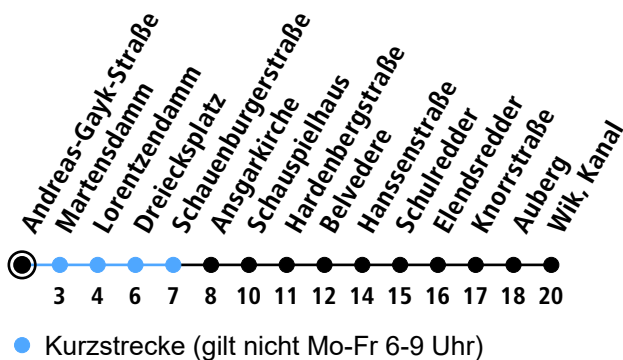 Andreas-Gayk-Straße
Martensdamm
Lorentzendamm
Dreiecksplatz
Schauenburgerstraße
Ansgarkirche
Schauspielhaus
Hardenbergstraße
Belvedere
Hanssenstraße
Schulredder
Elendsredder
Knorrstraße
Auberg
Wik, Kanal
3 4 6 7 8 10 11 12 14 15 16 17 18 20
Kurzstrecke (gilt nicht Mo-Fr 6-9 Uhr)